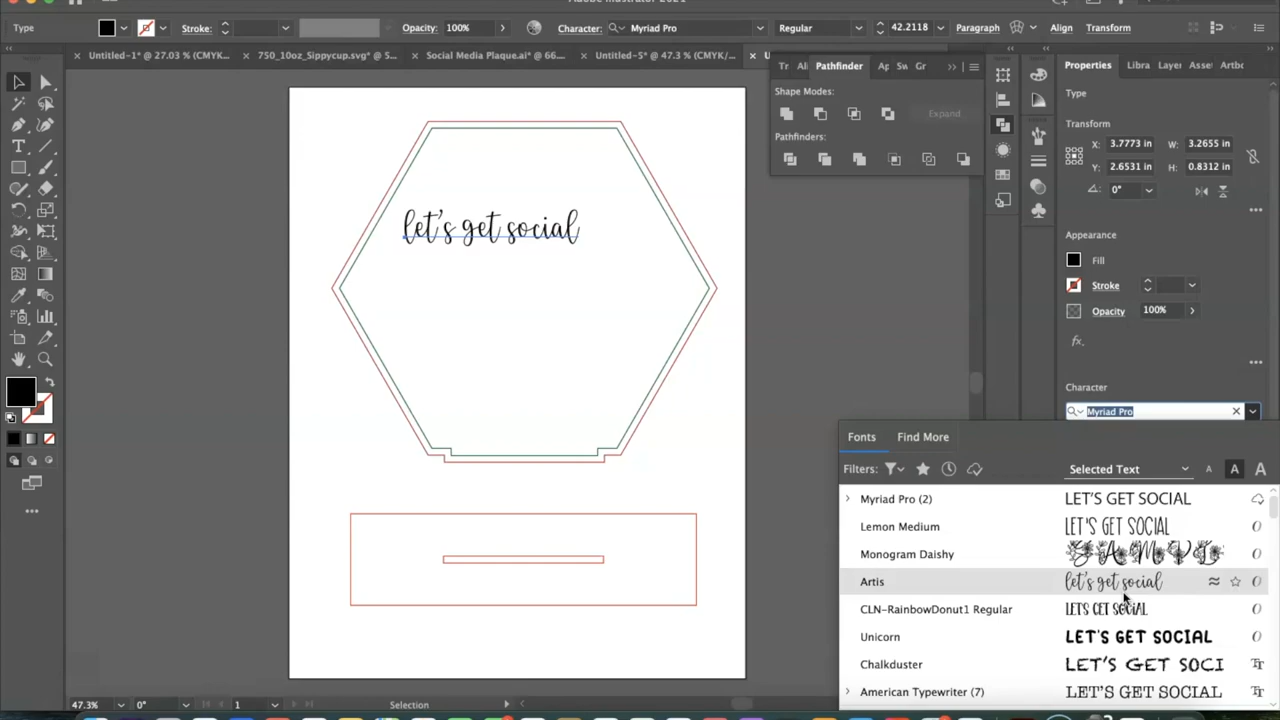 Type
Stroke:
Opacity: 100%
Character:
Myriad Pro
Regular
42.2118
Paragraph
Align
Transform
Untitled-1* @ 27.03 % (CMYK...
750_10oz_Sippycup.svg* @ 5...
Social Media Plaque.ai* @ 66....
Untitled-5* @ 47.3 % (CMYK/...
Pathfinder
Gr
Shape Modes:
Expand
Pathfinders:
Properties
Libra
Layer
Asset
Artbo
Type
Transform
X: 3.7773 in
W: 3.2655 in
Y: 2.6531 in
H: 0.8312 in
0°
Appearance
Fill
Stroke
Opacity
100%
fx.
Character
Myriad Pro
let's get social
Fonts
Find More
Filters:
Selected Text
A
A
A
Myriad Pro (2)
LET'S GET SOCIAL
Lemon Medium
LET'S GET SOCIAL
Monogram Daishy
Artis
let's get social
CLN-RainbowDonut1 Regular
LET'S GET SOCIAL
Unicorn
LET'S GET SOCIAL
Chalkduster
LET'S GET SOCI
American Typewriter (7)
LET'S GET SOCIAL
47.3%
0°
1
Selection